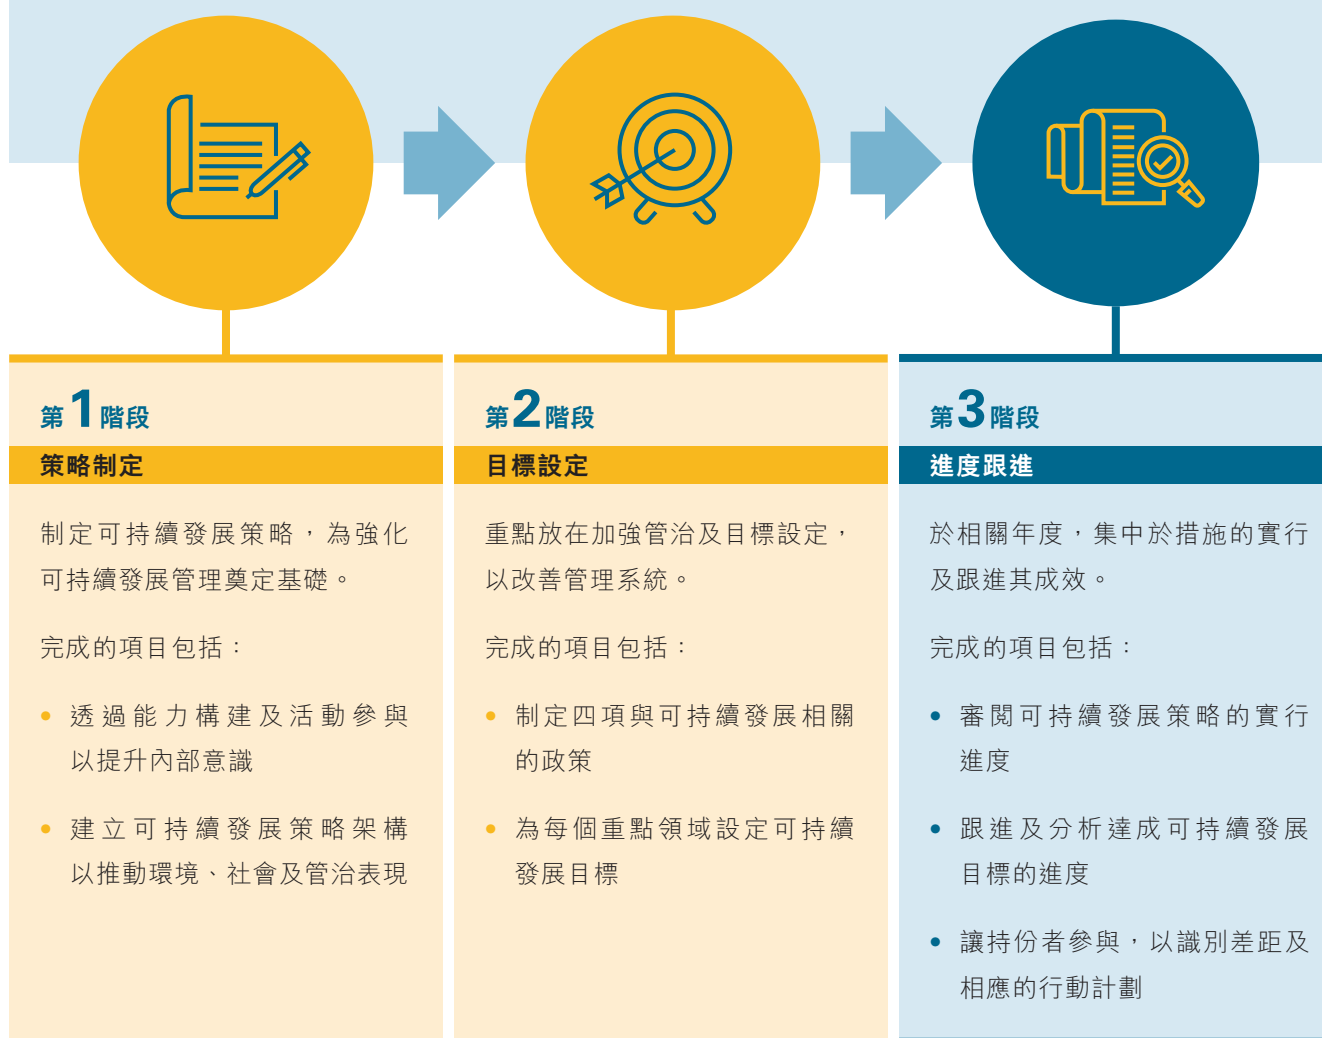 第1階段
策略制定
制定可持續發展策略，為強化
可持續發展管理奠定基礎。
完成的項目包括：
• 透過能力構建及活動參與
以提升內部意識
• 建立可持續發展策略架構
以推動環境、社會及管治表現
第2階段
目標設定
重點放在加強管治及目標設定，
以改善管理系統。
完成的項目包括：
• 制定四項與可持續發展相關
的政策
• 為每個重點領域設定可持續
發展目標
第3階段
進度跟進
於相關年度，集中於措施的實行
及跟進其成效。
完成的項目包括：
• 審閱可持續發展策略的實行
進度
• 跟進及分析達成可持續發展
目標的進度
• 讓持份者參與，以識別差距及
相應的行動計劃